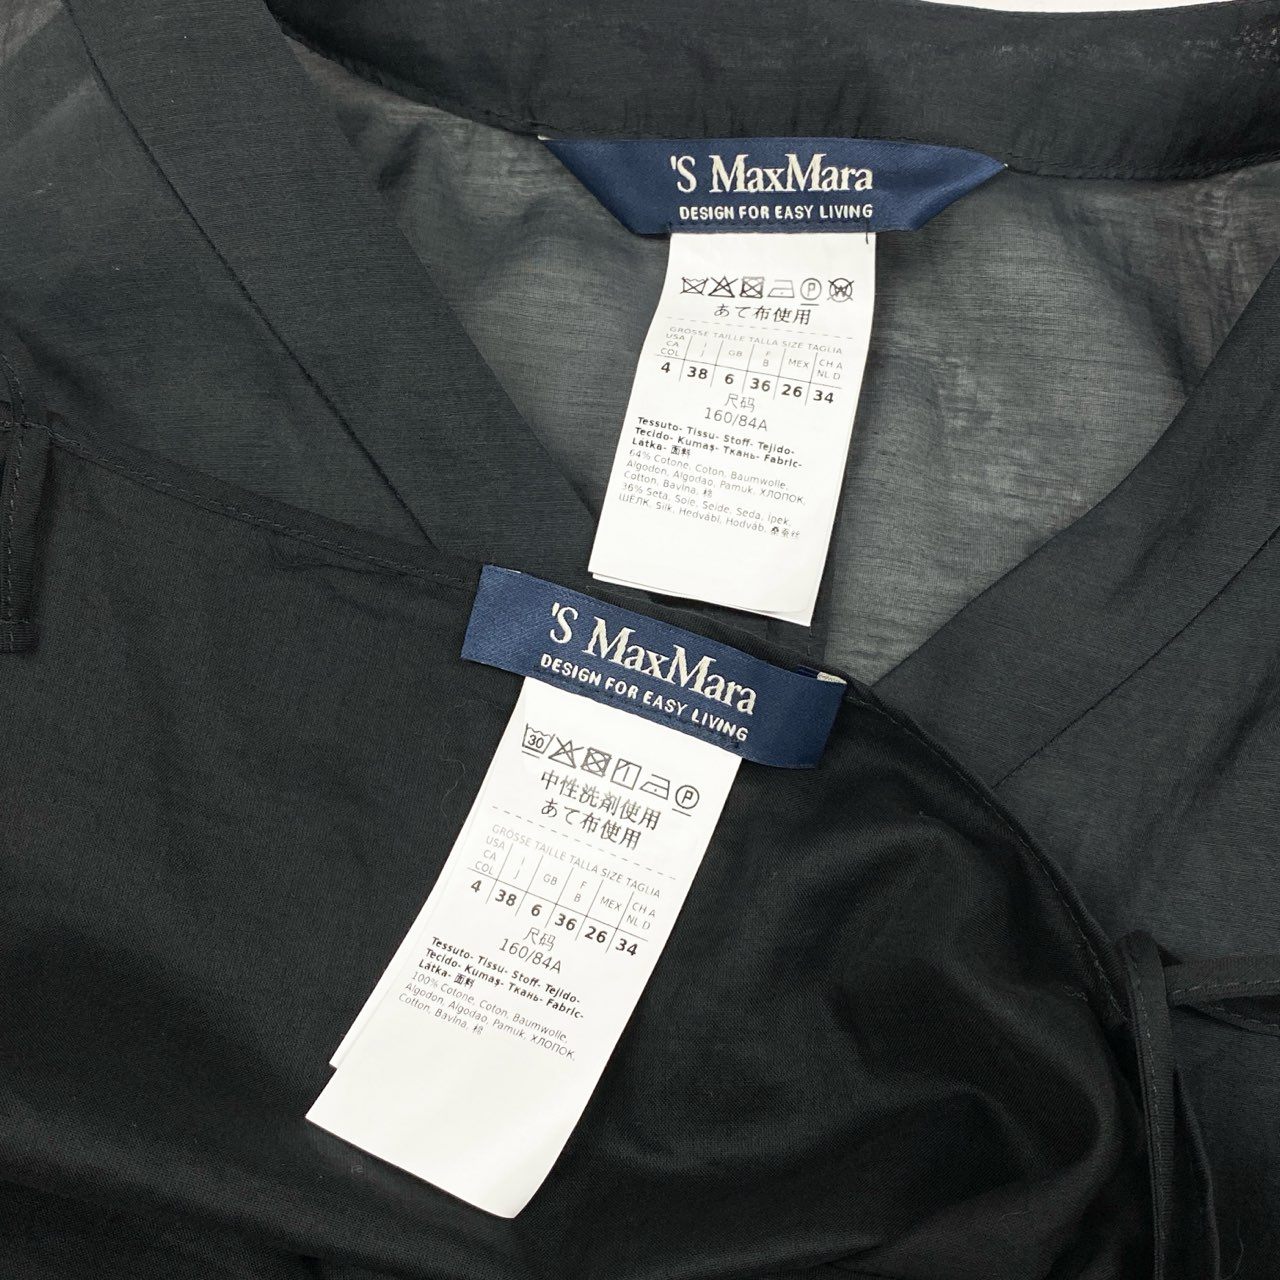 'S MaxMara
DESIGN FOR EASY LIVING
P W
あて布使用
GRÖSSE TAILLE TALLA SIZE TAGLIA
USA CA COL I J GB F B MEX CH A NL D
4 38 6 36 26 34
尺码
160/84A
Tessuto- Tissu- Stoff- Tejido-
Tecido- Kumaş- Ткань- Fabric-
Látka- 面料
64% Cotone, Coton, Baumwolle,
Algodon, Algodao, Pamuk, ХЛОПОК,
Cotton, Bavlna, 棉
36% Seta, Soie, Seide, Seda, Ipek,
ШЁЛК, Silk, Hedvábí, Hodváb, 桑蚕丝
'S MaxMara
DESIGN FOR EASY LIVING
30 P
中性洗剤使用
あて布使用
GRÖSSE TAILLE TALLA SIZE TAGLIA
USA CA COL I J GB F B MEX CH A NL D
4 38 6 36 26 34
尺码
160/84A
Tessuto- Tissu- Stoff- Tejido-
Tecido- Kumaş- Ткань- Fabric-
Látka- 面料
100% Cotone, Coton, Baumwolle,
Algodon, Algodao, Pamuk, ХЛОПОК,
Cotton, Bavlna, 棉